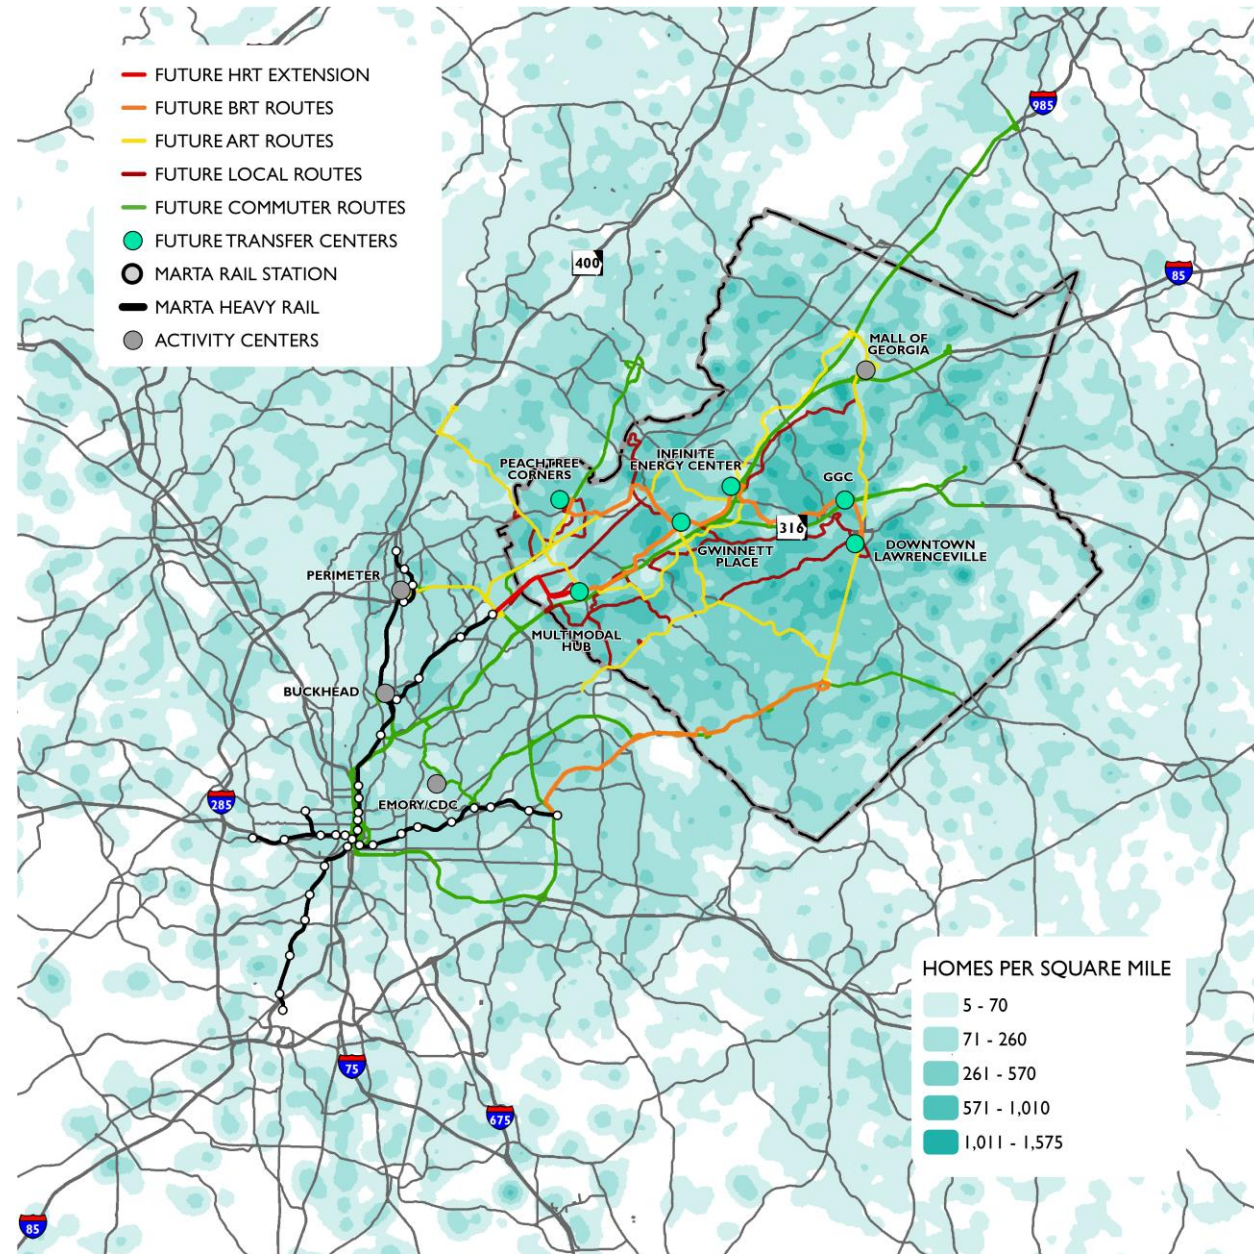 FUTURE HRT EXTENSION
FUTURE BRT ROUTES
FUTURE ART ROUTES
FUTURE LOCAL ROUTES
FUTURE COMMUTER ROUTES
FUTURE TRANSFER CENTERS
MARTA RAIL STATION
MARTA HEAVY RAIL
ACTIVITY CENTERS
985
400
85
MALL OF
GEORGIA
PEACHTREE
CORNERS
INFINITE
ENERGY CENTER
GGC
316
GWINNETT
PLACE
DOWNTOWN
LAWRENCEVILLE
PERIMETER
MULTIMODAL
HUB
BUCKHEAD
EMORY/CDC
285
75
675
85
HOMES PER SQUARE MILE
5 - 70
71 - 260
261 - 570
571 - 1,010
1,011 - 1,575